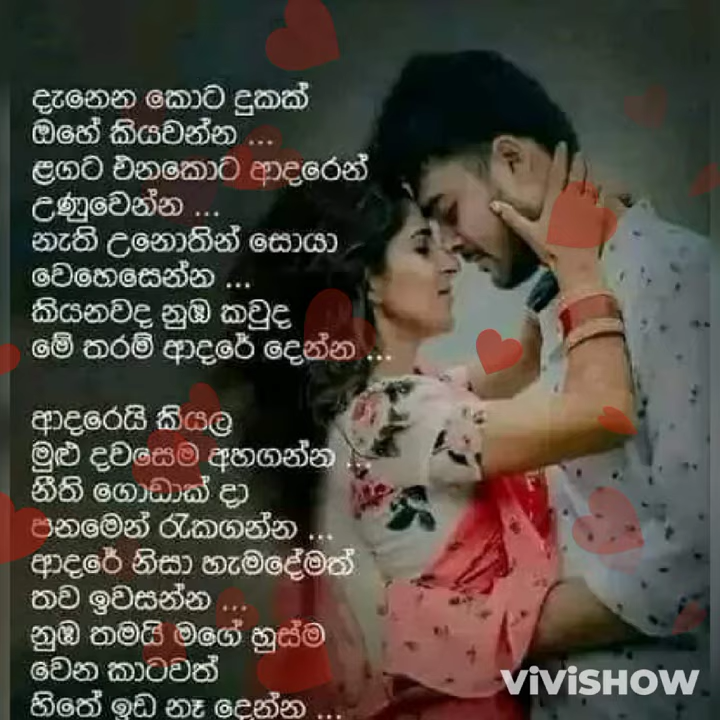 දැනෙන කොට දුකක්
ඔහේ කියවන්න ...
ළගට එනකොට ආදරෙන්
උණුවෙන්න ...
නැති උනොතින් සොයා
වෙහෙසෙන්න ...
කියනවද නුඹ කවුද
මේ තරම් ආදරේ දෙන්න ...
ආදරෙයි කියල
මුළු දවසෙම අහගන්න ...
නීති ගොඩාක් දා
පනමෙන් රැකගන්න ...
ආදරේ නිසා හැමදේමත්
තව ඉවසන්න ...
නුඹ තමයි මගේ හුස්ම
වෙන කාටවත්
හිතේ ඉඩ නෑ දෙන්න ...
ViViSHOW